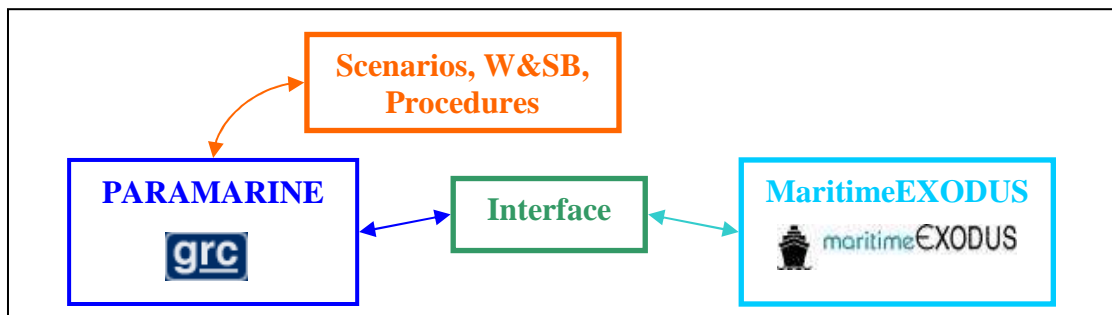 Scenarios, W&SB,
Procedures
PARAMARINE
grc
Interface
MaritimeEXODUS
maritimeEXODUS